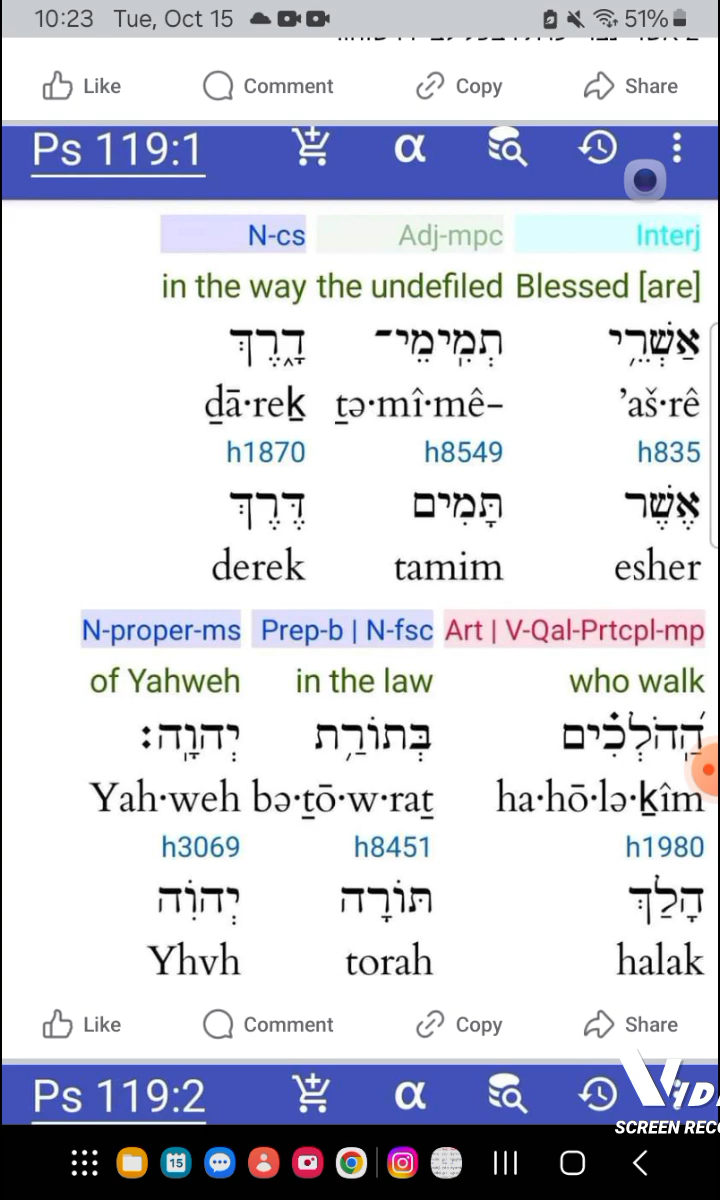 10:23 Tue, Oct 15 51%
Like Comment Copy Share
Ps 119:1 α
N-cs Adj-mpc Interj
in the way the undefiled Blessed [are]
אַשְׁרֵ֥י תְמִֽימֵי־ דָ֑רֶךְ
ḏā·reḵ ṯə·mî·mê- ’aš·rê
h1870 h8549 h835
אֶשֶׁר תָּמִים דֶּרֶךְ
derek tamim esher
N-proper-ms Prep-b | N-fsc Art | V-Qal-Prtcpl-mp
of Yahweh in the law who walk
הַֽ֝הֹלְכִ֗ים בְּתוֹרַ֥ת יְהוָֽה׃
Yah·weh bə·ṯō·w·raṯ ha·hō·lə·ḵîm
h3069 h8451 h1980
הָלַךְ תּוֹרָה יְהֹוִה
Yhvh torah halak
Like Comment Copy Share
Ps 119:2 α
SCREEN REC
15